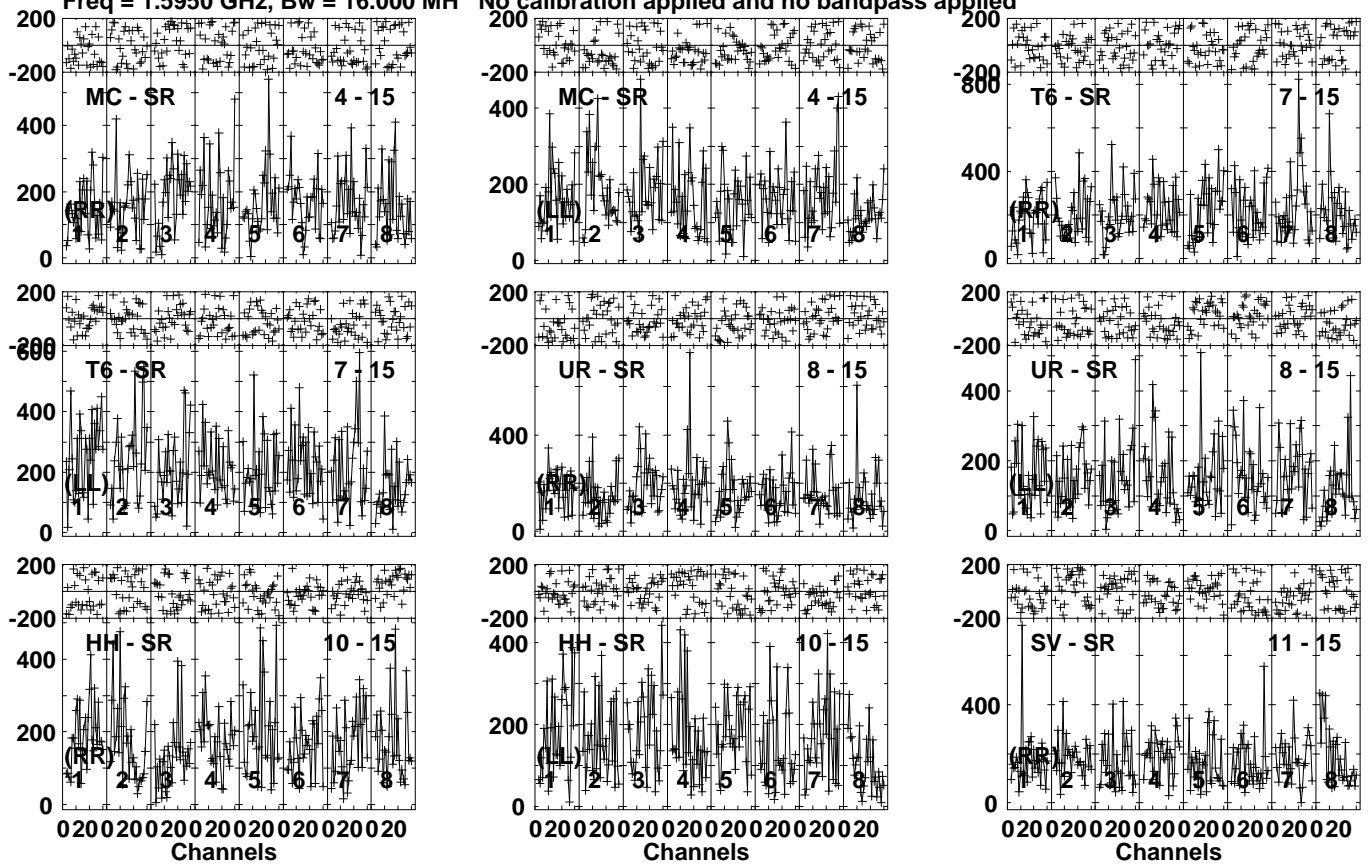 Freq = 1.5950 GHz, Bw = 16.000 MH No calibration applied and no bandpass applied
200 200 200
-200 -200 -200
MC - SR 4 - 15 MC - SR 4 - 15 800 T6 - SR 7 - 15
400 400 400
200 200 200
(RR) (LL) (RR)
1 2 3 4 5 6 7 8 1 2 3 4 5 6 7 8 1 2 3 4 5 6 7 8
0 0 0
200 200 200
-200 -200 -200
600 T6 - SR 7 - 15 UR - SR 8 - 15 UR - SR 8 - 15
400 400 400
200 200
(LL) (RR) (LL)
1 2 3 4 5 6 7 8 1 2 3 4 5 6 7 8 1 2 3 4 5 6 7 8
0 0 0
200 200 200
-200 -200 -200
HH - SR 10 - 15 HH - SR 10 - 15 SV - SR 11 - 15
400 400 400
200 200 200
(RR) (LL) (RR)
1 2 3 4 5 6 7 8 1 2 3 4 5 6 7 8 1 2 3 4 5 6 7 8
0 0 0
0 20 0 20 0 20 0 20 0 20 0 20 0 20 0 20 0 20 0 20 0 20 0 20 0 20 0 20 0 20 0 20 0 20 0 20 0 20 0 20 0 20 0 20 0 20 0 20
Channels Channels Channels